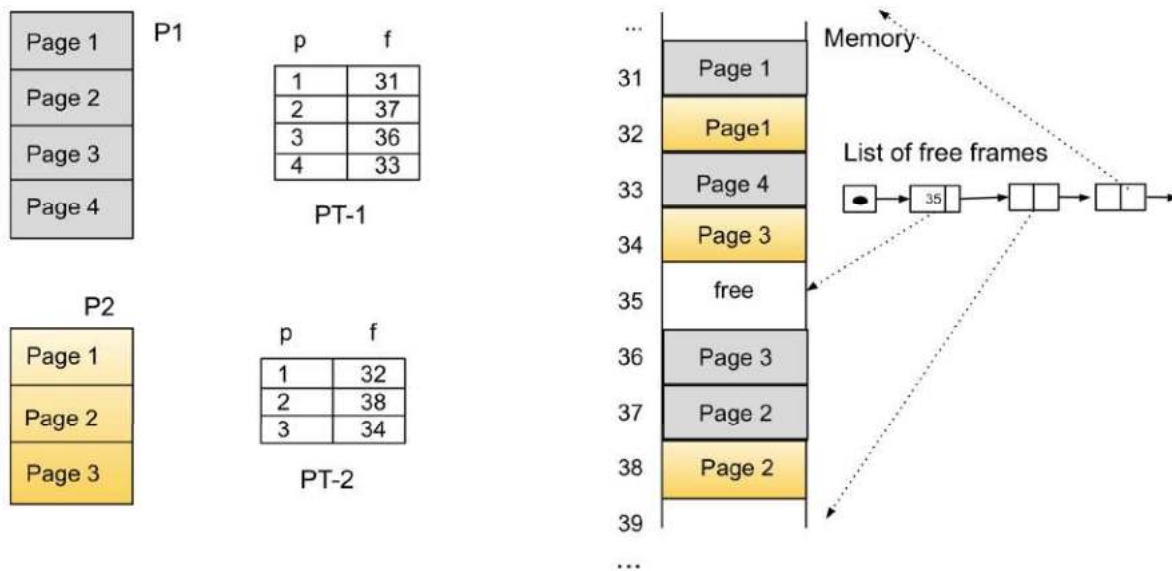 P1
Page 1
Page 2
Page 3
Page 4
p f
1 31
2 37
3 36
4 33
PT-1
P2
Page 1
Page 2
Page 3
p f
1 32
2 38
3 34
PT-2
...
Memory
31 Page 1
32 Page1
33 Page 4
34 Page 3
35 free
36 Page 3
37 Page 2
38 Page 2
39
...
List of free frames
35